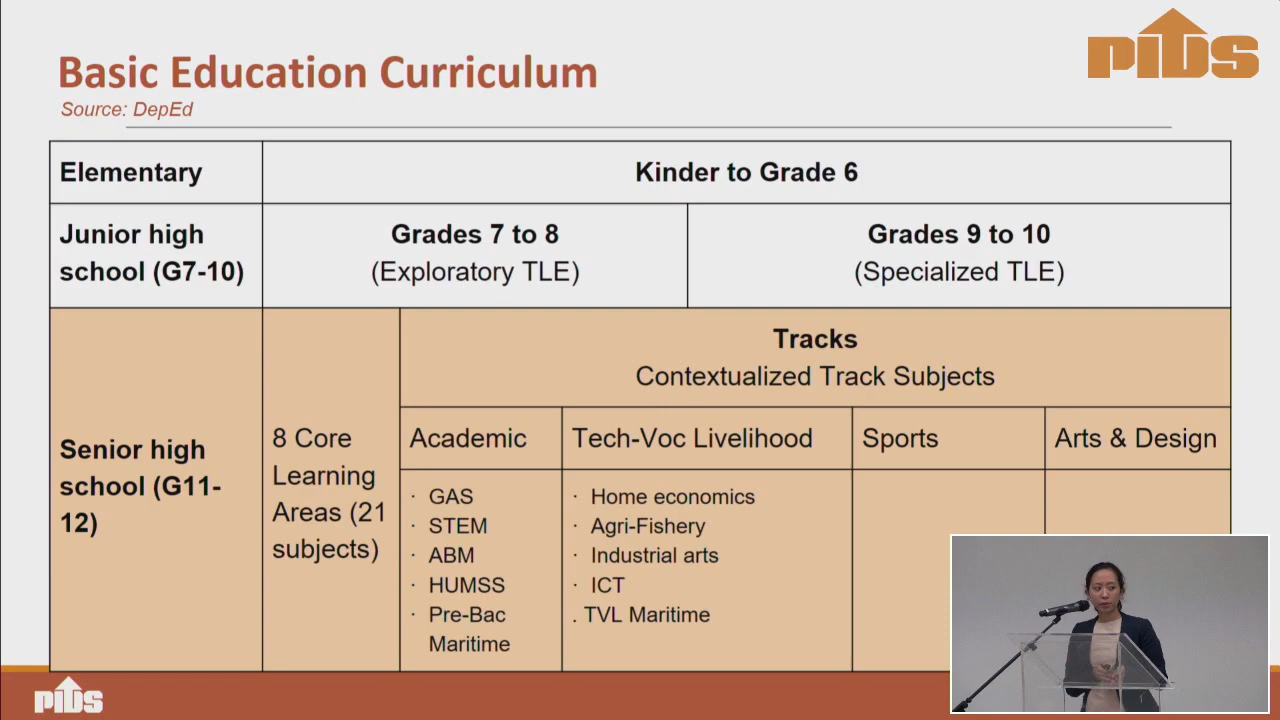 PIDS
Basic Education Curriculum
Source: DepEd
Elementary
Kinder to Grade 6
Junior high
school (G7-10)
Grades 7 to 8
(Exploratory TLE)
Grades 9 to 10
(Specialized TLE)
Senior high
school (G11-
12)
8 Core
Learning
Areas (21
subjects)
Tracks
Contextualized Track Subjects
Academic
· GAS
· STEM
· ABM
· HUMSS
· Pre-Bac
Maritime
Tech-Voc Livelihood
· Home economics
· Agri-Fishery
· Industrial arts
· ICT
. TVL Maritime
Sports
Arts & Design
PIDS